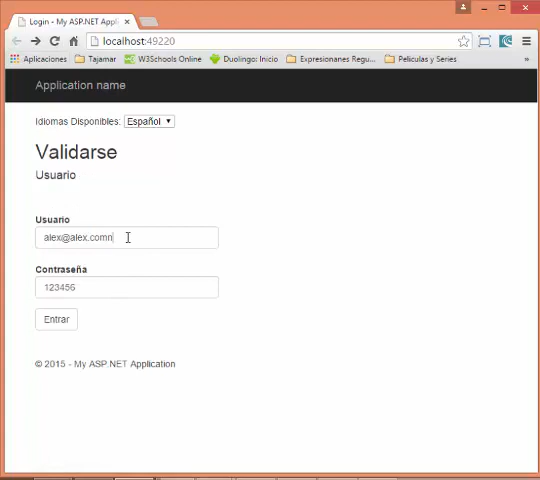 Login - My ASP.NET Appli
localhost:49220
Aplicaciones Tajamar W3Schools Online Duolingo: Inicio Expresionanes Regu... Peliculas y Series »
Application name
Idiomas Disponibles: Español
Validarse
Usuario
Usuario
alex@alex.comn
Contraseña
123456
Entrar
© 2015 - My ASP.NET Application